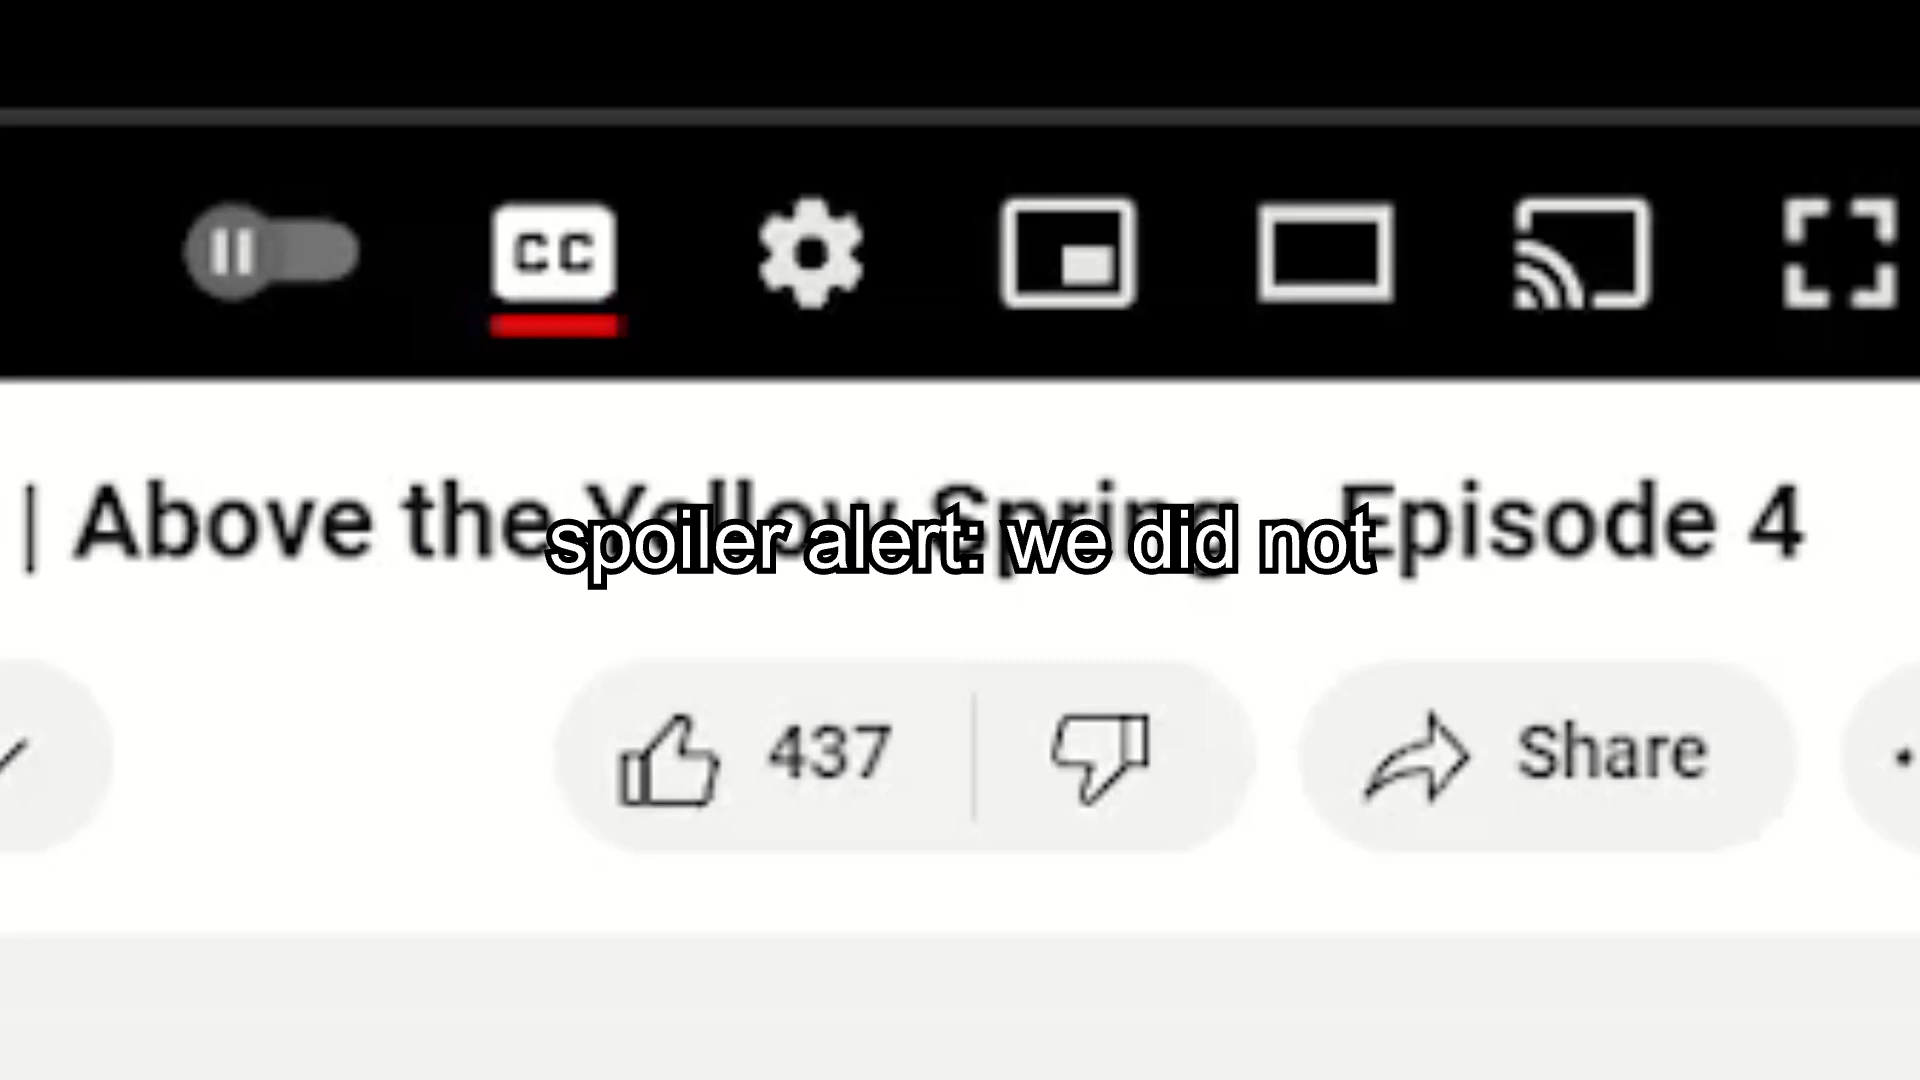 CC
| Above the Yellow Spring - Episode 4
spoiler alert: we did not
437
Share